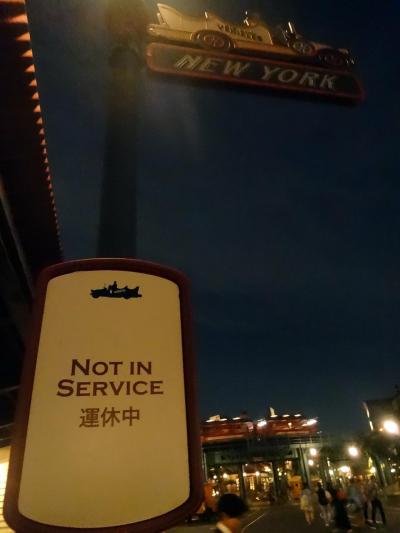 NEW YORK
NOT IN
SERVICE
運休中